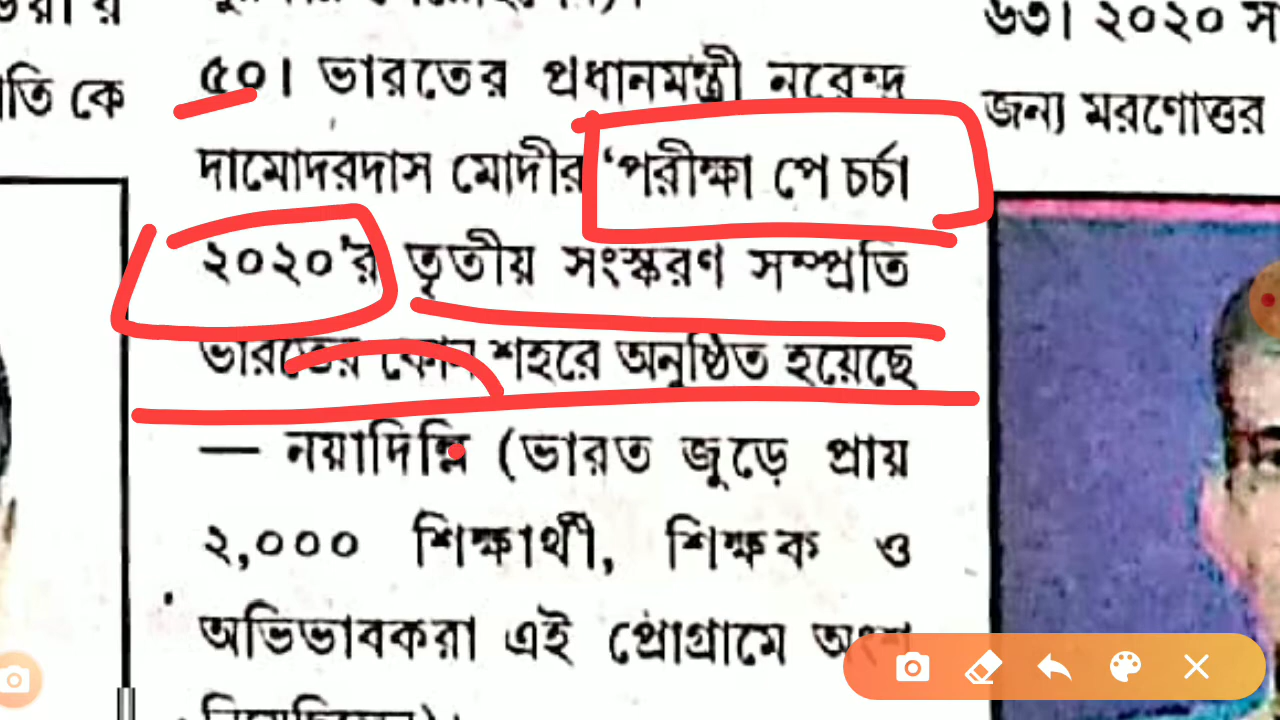 তি কে
৫০। ভারতের প্রধানমন্ত্রী নরেন্দ্র
দামোদরদাস মোদীর ‘পরীক্ষা পে চর্চা
২০২০’র তৃতীয় সংস্করণ সম্প্রতি
ভারতের কোন শহরে অনুষ্ঠিত হয়েছে
— নয়াদিল্লি (ভারত জুড়ে প্রায়
২,০০০ শিক্ষার্থী, শিক্ষক ও
অভিভাবকরা এই প্রোগ্রামে অংশ
৬৩। ২০২০ স
জন্য মরণোত্তর